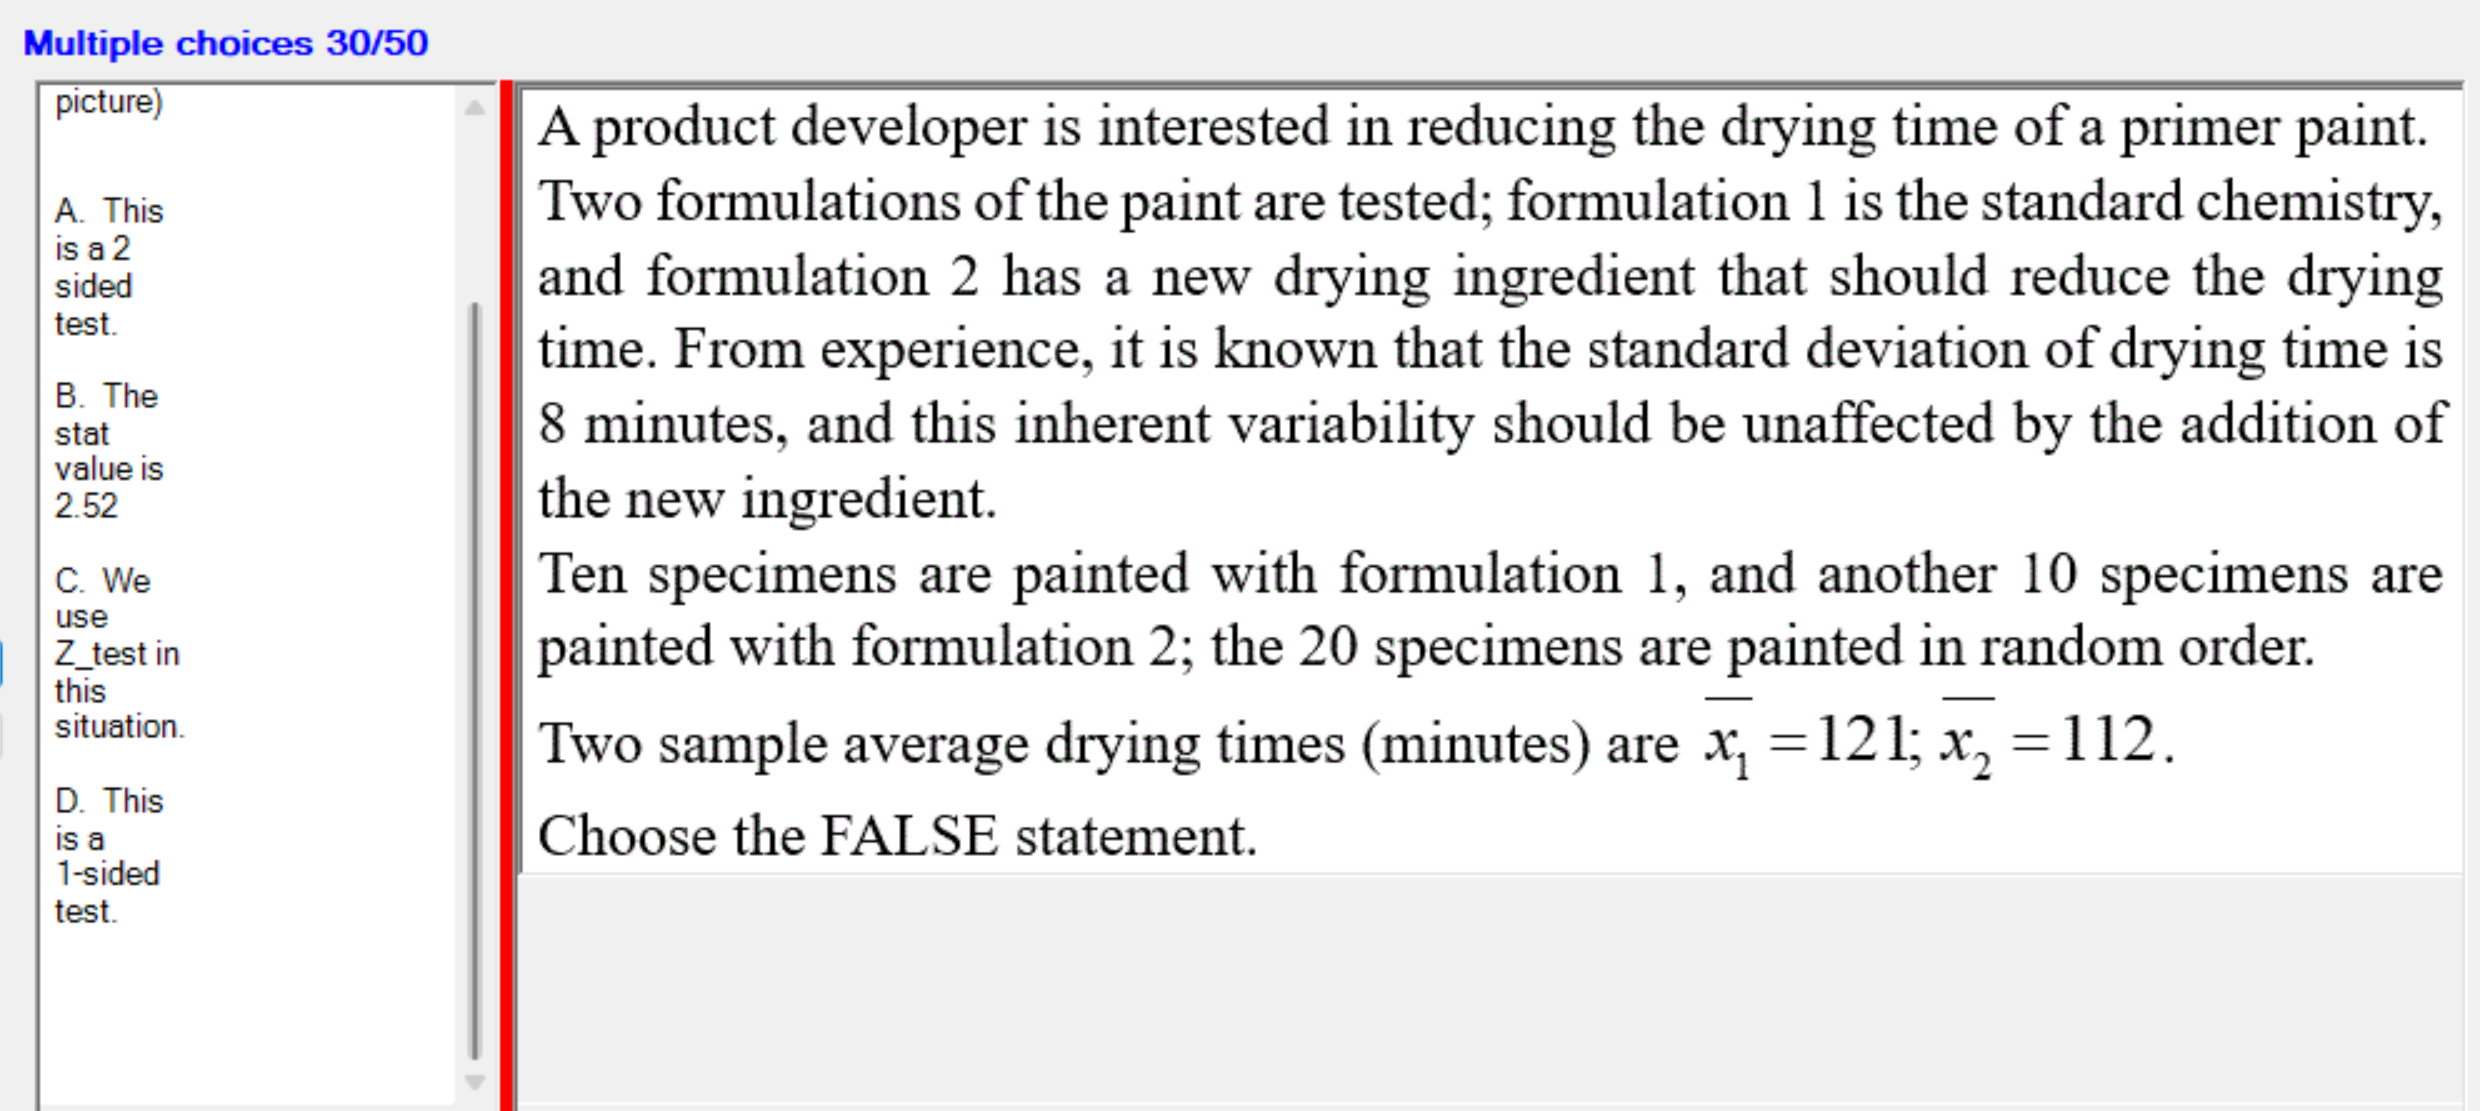 Multiple choices 30/50
picture)
A. This
is a 2
sided
test.
B. The
stat
value is
2.52
C. We
use
Z_test in
this
situation.
D. This
is a
1-sided
test.
A product developer is interested in reducing the drying time of a primer paint.
Two formulations of the paint are tested; formulation 1 is the standard chemistry,
and formulation 2 has a new drying ingredient that should reduce the drying
time. From experience, it is known that the standard deviation of drying time is
8 minutes, and this inherent variability should be unaffected by the addition of
the new ingredient.
Ten specimens are painted with formulation 1, and another 10 specimens are
painted with formulation 2; the 20 specimens are painted in random order.
Two sample average drying times (minutes) are x̅₁ =121; x̅₂ =112.
Choose the FALSE statement.